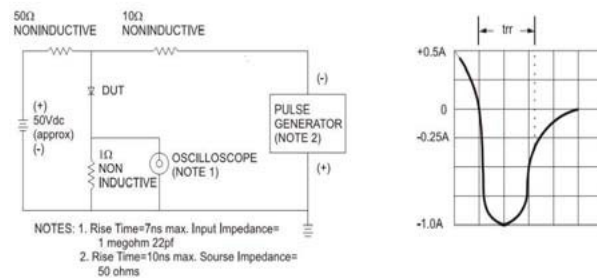 50Ω
NONINDUCTIVE
10Ω
NONINDUCTIVE
trr
+0.5A
0
-0.25A
-1.0A
(+)
50Vdc
(approx)
(-)
DUT
1Ω
NON
INDUCTIVE
OSCILLOSCOPE
(NOTE 1)
(-)
PULSE
GENERATOR
(NOTE 2)
(+)
NOTES: 1. Rise Time=7ns max. Input Impedance=
1 megohm 22pf
2. Rise Time=10ns max. Sourse Impedance=
50 ohms